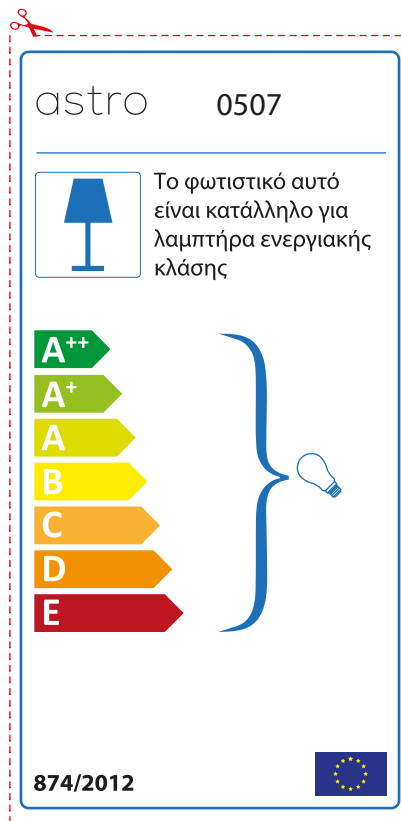 astro 0507
Το φωτιστικό αυτό
είναι κατάλληλο για
λαμπτήρα ενεργιακής
κλάσης
A++
A+
A
B
C
D
E
874/2012